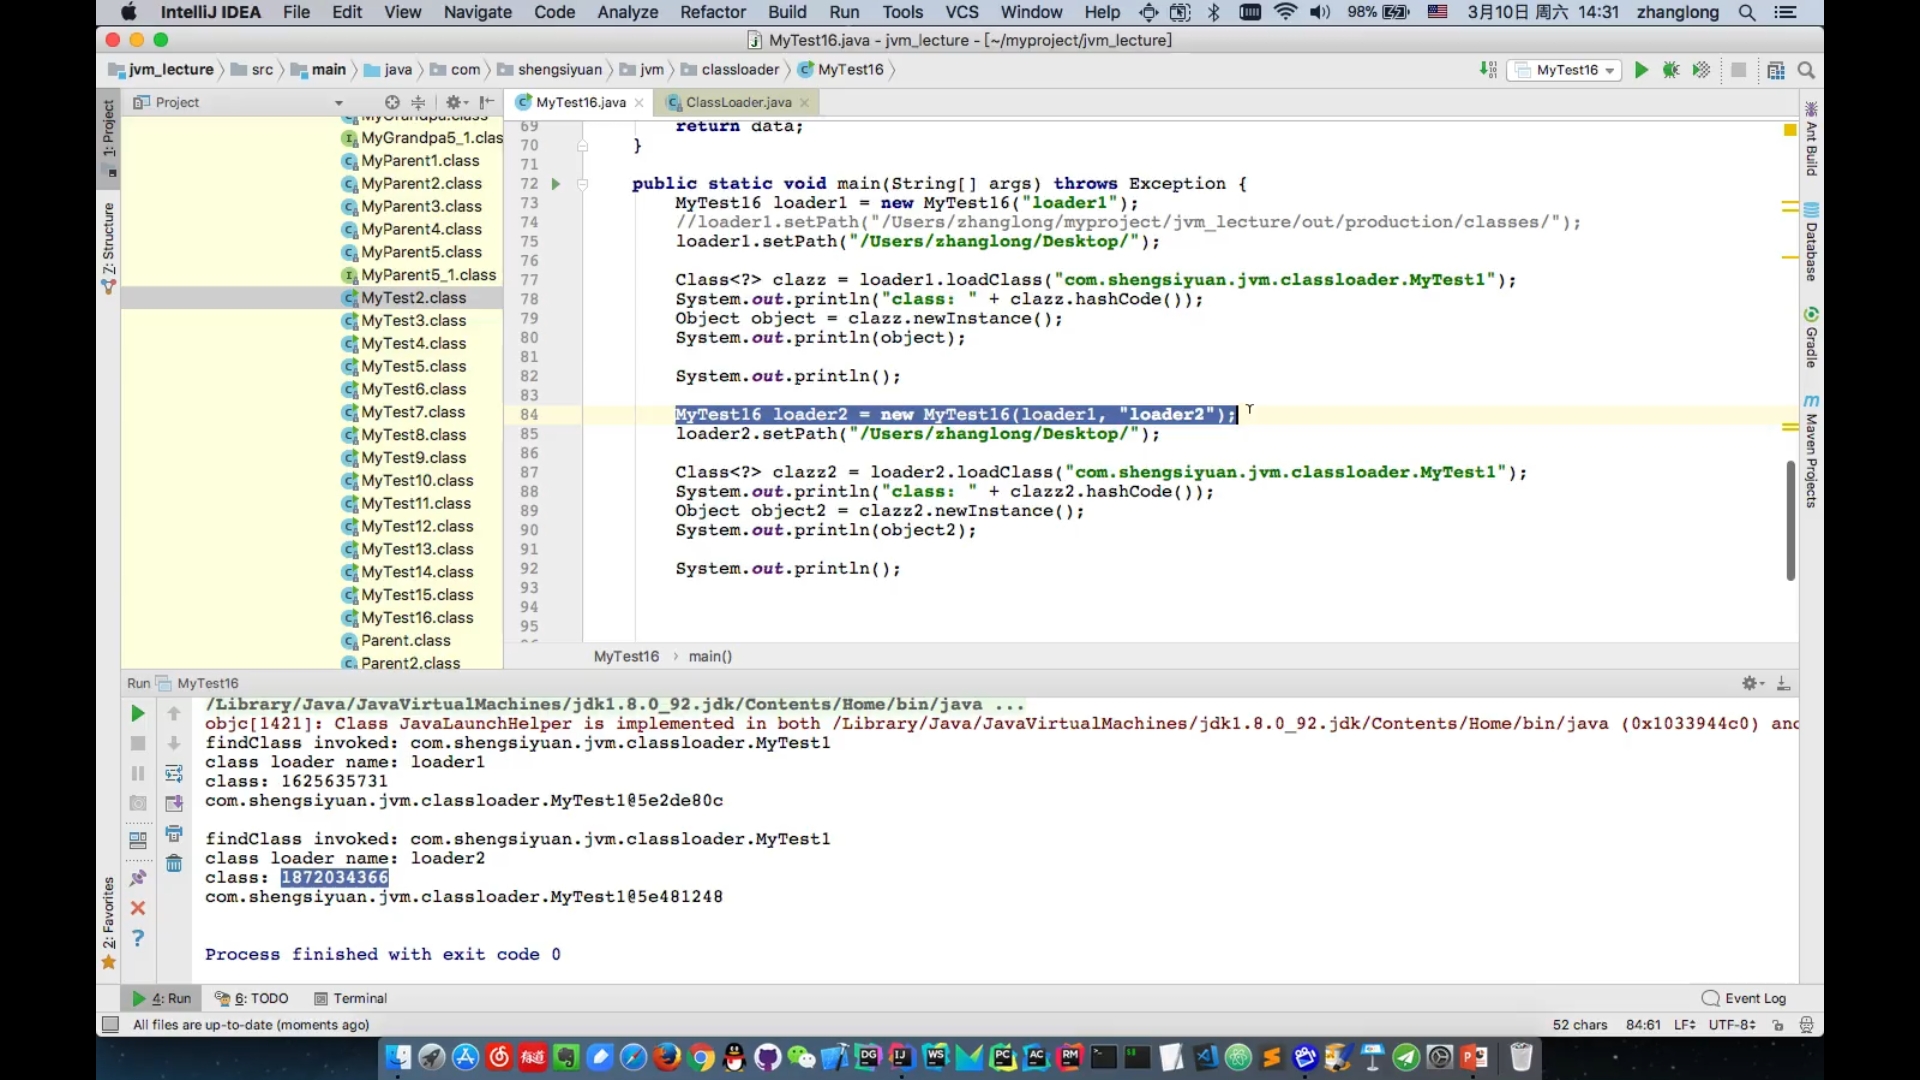 IntelliJ IDEA File Edit View Navigate Code Analyze Refactor Build Run Tools VCS Window Help 98% 3月10日 周六 14:31 zhanglong
MyTest16.java - jvm_lecture - [~/myproject/jvm_lecture]
jvm_lecture src main java com shengsiyuan jvm classloader MyTest16 MyTest16
Project MyTest16.java ClassLoader.java
1: Project
Z: Structure
2: Favorites
MyGrandpa.class
MyGrandpa5_1.clas
MyParent1.class
MyParent2.class
MyParent3.class
MyParent4.class
MyParent5.class
MyParent5_1.class
MyTest2.class
MyTest3.class
MyTest4.class
MyTest5.class
MyTest6.class
MyTest7.class
MyTest8.class
MyTest9.class
MyTest10.class
MyTest11.class
MyTest12.class
MyTest13.class
MyTest14.class
MyTest15.class
MyTest16.class
Parent.class
Parent2.class
69 return data;
70 }
71
72 public static void main(String[] args) throws Exception {
73 MyTest16 loader1 = new MyTest16("loader1");
74 //loader1.setPath("/Users/zhanglong/myproject/jvm_lecture/out/production/classes/");
75 loader1.setPath("/Users/zhanglong/Desktop/");
76
77 Class<?> clazz = loader1.loadClass("com.shengsiyuan.jvm.classloader.MyTest1");
78 System.out.println("class: " + clazz.hashCode());
79 Object object = clazz.newInstance();
80 System.out.println(object);
81
82 System.out.println();
83
84 MyTest16 loader2 = new MyTest16(loader1, "loader2");
85 loader2.setPath("/Users/zhanglong/Desktop/");
86
87 Class<?> clazz2 = loader2.loadClass("com.shengsiyuan.jvm.classloader.MyTest1");
88 System.out.println("class: " + clazz2.hashCode());
89 Object object2 = clazz2.newInstance();
90 System.out.println(object2);
91
92 System.out.println();
93
94
95
MyTest16 main()
Ant Build
Database
Gradle
m Maven Projects
Run MyTest16
/Library/Java/JavaVirtualMachines/jdk1.8.0_92.jdk/Contents/Home/bin/java ...
objc[1421]: Class JavaLaunchHelper is implemented in both /Library/Java/JavaVirtualMachines/jdk1.8.0_92.jdk/Contents/Home/bin/java (0x1033944c0) and
findClass invoked: com.shengsiyuan.jvm.classloader.MyTest1
class loader name: loader1
class: 1625635731
com.shengsiyuan.jvm.classloader.MyTest1@5e2de80c
findClass invoked: com.shengsiyuan.jvm.classloader.MyTest1
class loader name: loader2
class: 1872034366
com.shengsiyuan.jvm.classloader.MyTest1@5e481248
Process finished with exit code 0
4: Run 6: TODO Terminal Event Log
All files are up-to-date (moments ago) 52 chars 84:61 LF UTF-8
有道 DG IJ WS PC AC RM